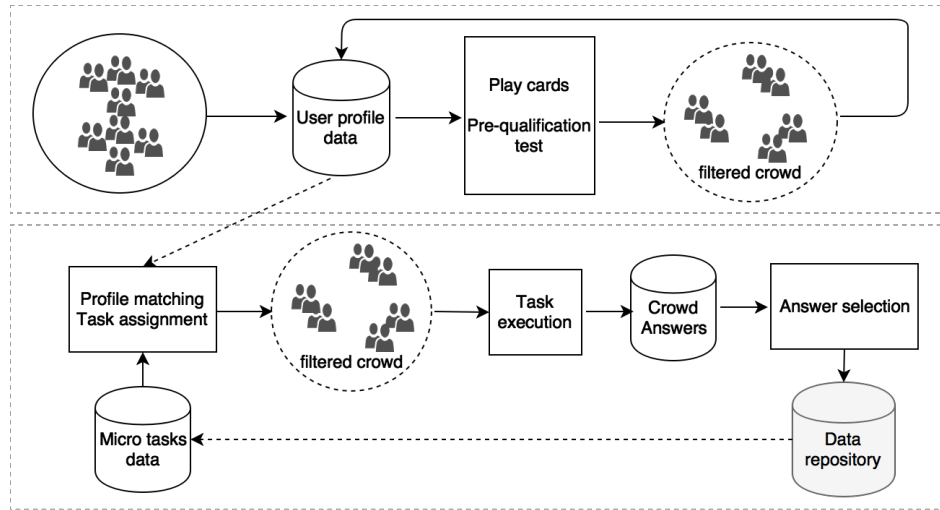 User profile
data
Play cards
Pre-qualification
test
filtered crowd
Profile matching
Task assignment
filtered crowd
Task
execution
Crowd
Answers
Answer selection
Micro tasks
data
Data
repository